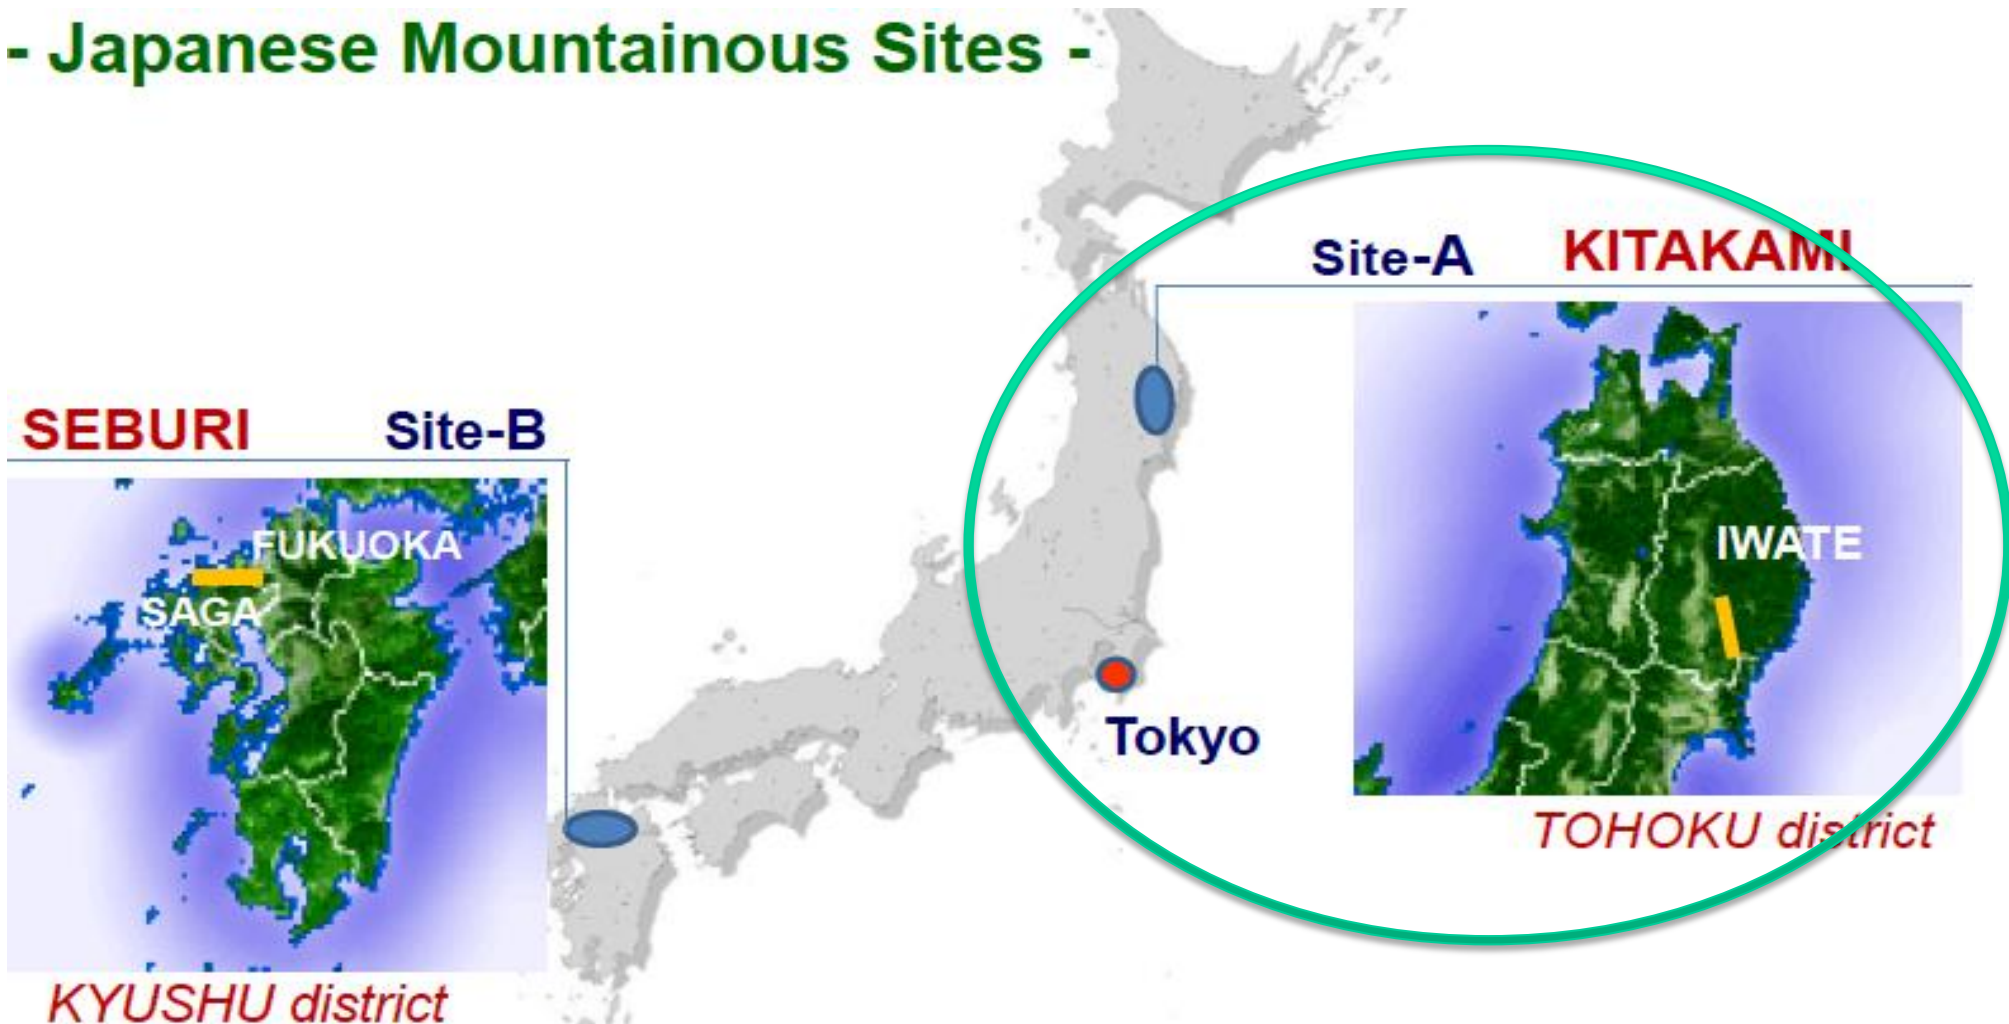 - Japanese Mountainous Sites -
Site-A KITAKAMI
SEBURI Site-B
IWATE
FUKUOKA
SAGA
Tokyo
TOHOKU district
KYUSHU district